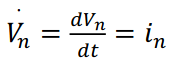 V̇ₙ = dVₙ/dt = iₙ